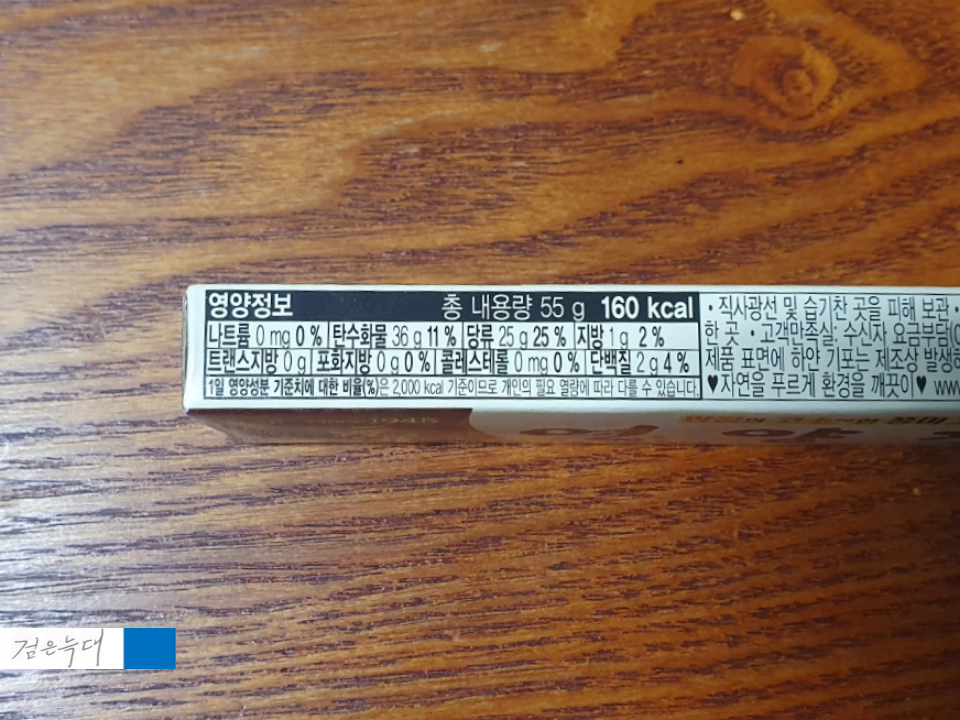 영양정보 총 내용량 55 g 160 kcal
나트륨 0 mg 0 % 탄수화물 36 g 11 % 당류 25 g 25 % 지방 1 g 2 %
트랜스지방 0 g 포화지방 0 g 0 % 콜레스테롤 0 mg 0 % 단백질 2 g 4 %
1일 영양성분 기준치에 대한 비율(%)은 2,000 kcal 기준이므로 개인의 필요 열량에 따라 다를 수 있습니다.
· 직사광선 및 습기찬 곳을 피해 보관 ·
한 곳 · 고객만족실: 수신자 요금부담(
제품 표면에 하얀 기포는 제조상 발생
♥자연을 푸르게 환경을 깨끗이♥ www
1945
검은늑대